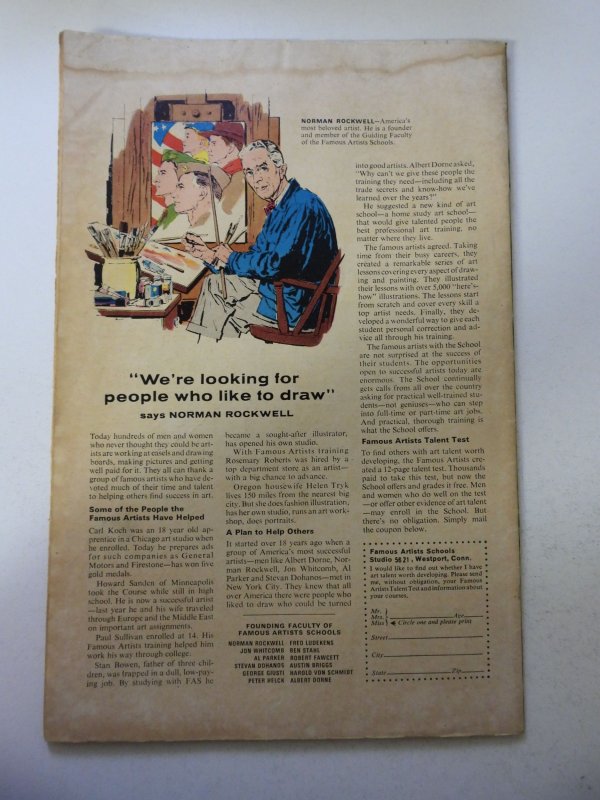 NORMAN ROCKWELL—America's
most beloved artist. He is a founder
and member of the Guiding Faculty
of the Famous Artists Schools.
"We're looking for
people who like to draw"
says NORMAN ROCKWELL
Today hundreds of men and women
who never thought they could be art-
ists are working at easels and drawing
boards, making pictures and getting
well paid for it. They all can thank a
group of famous artists who have de-
voted much of their time and talent
to helping others find success in art.
Some of the People the
Famous Artists Have Helped
Carl Koch was an 18 year old ap-
prentice in a Chicago art studio when
he enrolled. Today he prepares ads
for such companies as General
Motors and Firestone—has won five
gold medals.
Howard Sanden of Minneapolis
took the Course while still in high
school. He is now a successful artist
—last year he and his wife traveled
through Europe and the Middle East
on important art assignments.
Paul Sullivan enrolled at 14. His
Famous Artists training helped him
work his way through college.
Stan Bowen, father of three chil-
dren, was trapped in a dull, low-pay-
ing job. By studying with FAS he
became a sought-after illustrator,
has opened his own studio.
With Famous Artists training
Rosemary Roberts was hired by a
top department store as an artist—
with a big chance to advance.
Oregon housewife Helen Tryk
lives 150 miles from the nearest big
city. But she does fashion illustration,
has her own studio, runs an art work-
shop, does portraits.
A Plan to Help Others
It started over 18 years ago when a
group of America's most successful
artists—men like Albert Dorne, Nor-
man Rockwell, Jon Whitcomb, Al
Parker and Stevan Dohanos—met in
New York City. They knew that all
over America there were people who
liked to draw who could be turned
FOUNDING FACULTY OF
FAMOUS ARTISTS SCHOOLS
NORMAN ROCKWELL FRED LUDEKENS
JON WHITCOMB BEN STAHL
AL PARKER ROBERT FAWCETT
STEVAN DOHANOS AUSTIN BRIGGS
GEORGE GIUSTI HAROLD VON SCHMIDT
PETER HELCK ALBERT DORNE
into good artists. Albert Dorne asked,
"Why can't we give these people the
training they need—including all the
trade secrets and know-how we've
learned over the years?"
He suggested a new kind of art
school—a home study art school—
that would give talented people the
best professional art training, no
matter where they live.
The famous artists agreed. Taking
time from their busy careers, they
created a remarkable series of art
lessons covering every aspect of draw-
ing and painting. They illustrated
their lessons with over 5,000 "here's-
how" illustrations. The lessons start
from scratch and cover every skill a
top artist needs. Finally, they de-
veloped a wonderful way to give each
student personal correction and ad-
vice all through his training.
The famous artists with the School
are not surprised at the success of
their students. The opportunities
open to successful artists today are
enormous. The School continually
gets calls from all over the country
asking for practical well-trained stu-
dents—not geniuses—who can step
into full-time or part-time art jobs.
And practical, thorough training is
what the School offers.
Famous Artists Talent Test
To find others with art talent worth
developing, the Famous Artists cre-
ated a 12-page talent test. Thousands
paid to take this test, but now the
School offers and grades it free. Men
and women who do well on the test
—or offer other evidence of art talent
—may enroll in the School. But
there's no obligation. Simply mail
the coupon below.
Famous Artists Schools
Studio 5621, Westport, Conn.
I would like to find out whether I have
art talent worth developing. Please send
me, without obligation, your Famous
Artists Talent Test and information about
your courses.
Mr.
Mrs. Age
Miss Circle one and please print
Street
City
State Zip